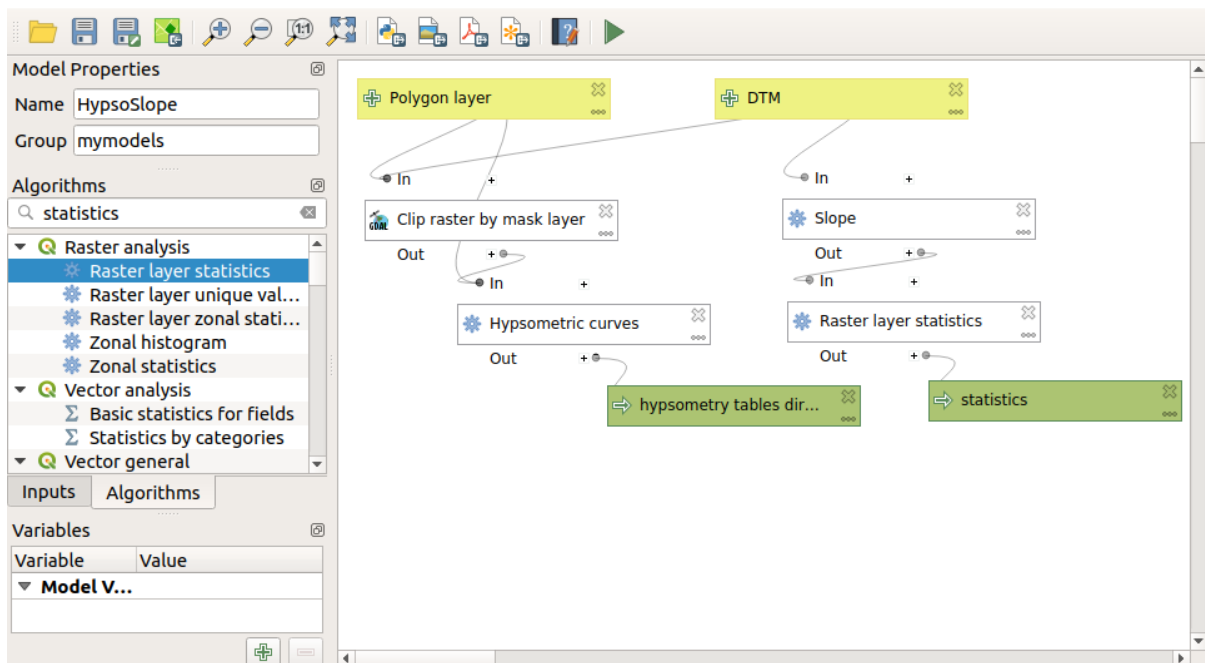 1:1
Model Properties
Name HypsoSlope
Group mymodels
Algorithms
statistics
Raster analysis
Raster layer statistics
Raster layer unique val...
Raster layer zonal stati...
Zonal histogram
Zonal statistics
Vector analysis
Σ Basic statistics for fields
Σ Statistics by categories
Vector general
Inputs Algorithms
Variables
Variable Value
Model V...
Polygon layer
DTM
In +
In +
GDAL Clip raster by mask layer
Slope
Out +
Out +
In +
In +
Hypsometric curves
Raster layer statistics
Out +
Out +
hypsometry tables dir...
statistics